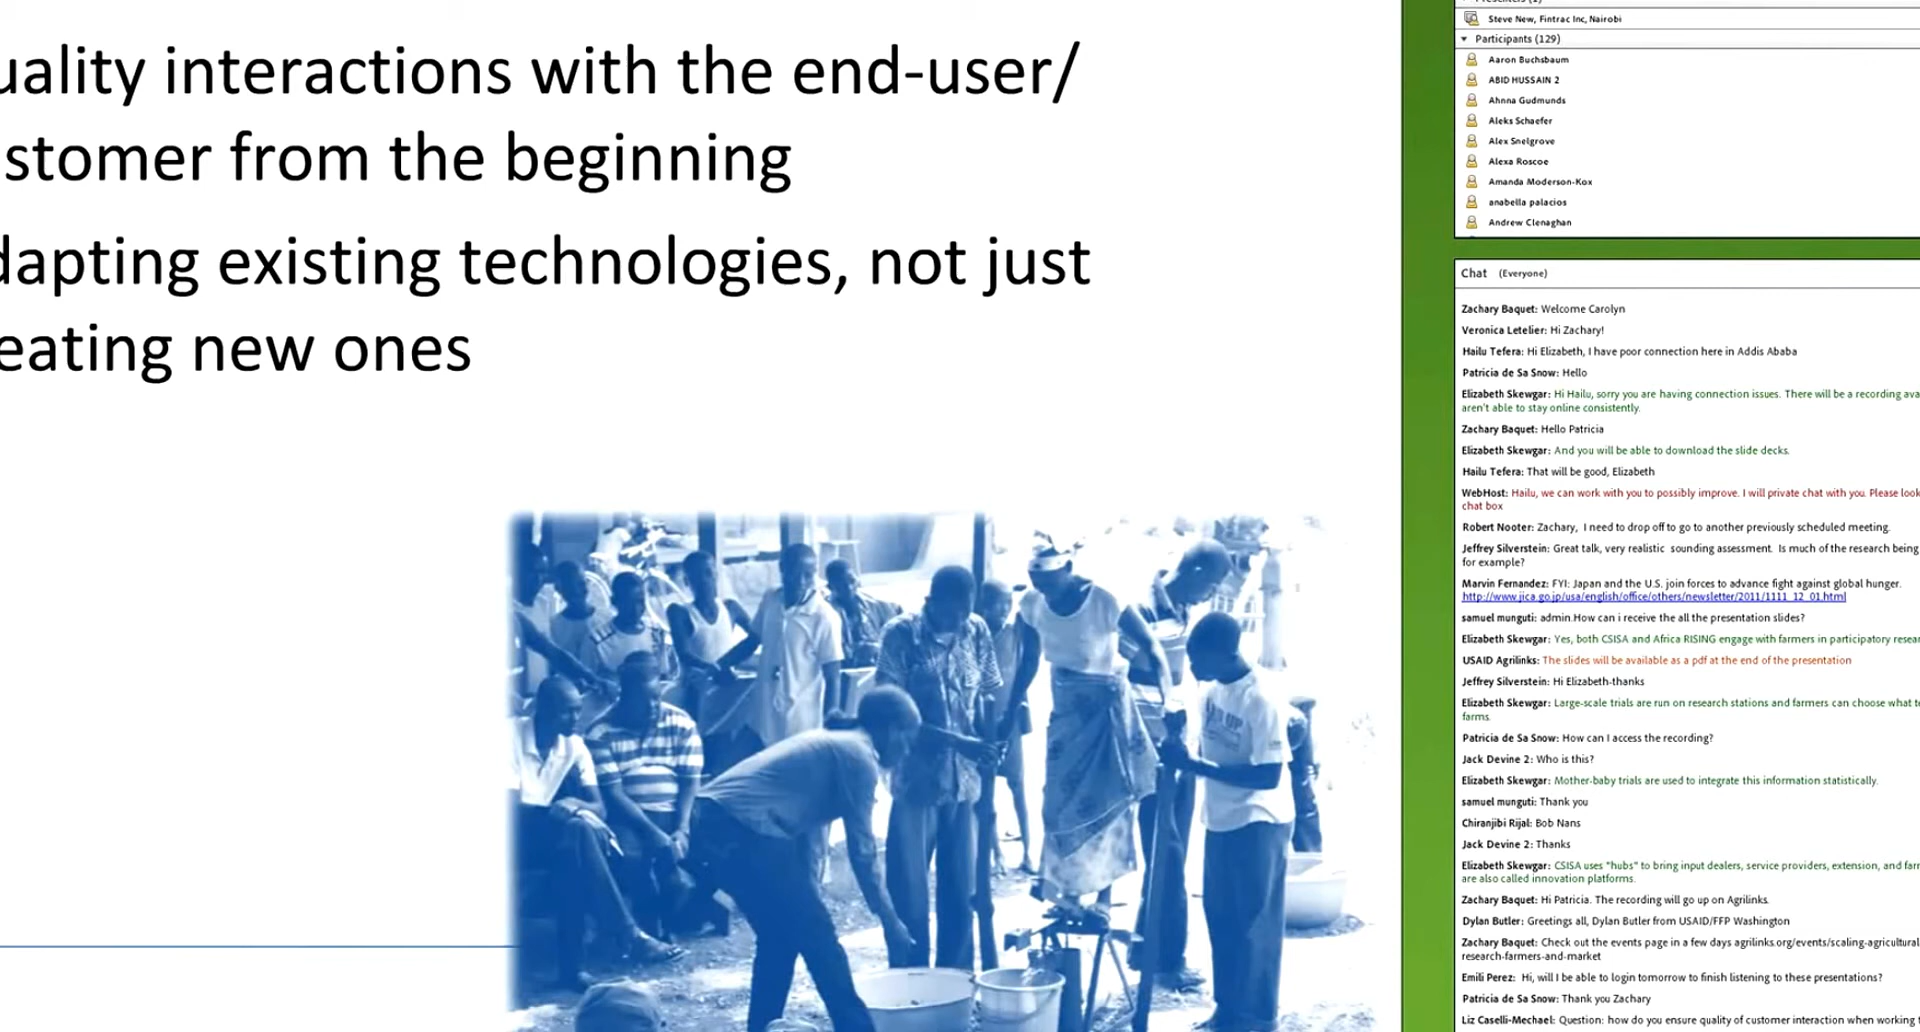 uality interactions with the end-user/
stomer from the beginning
dapting existing technologies, not just
eating new ones
Steve New, Fintrac Inc, Nairobi
Participants (129)
Aaron Buchsbaum
ABID HUSSAIN 2
Ahnna Gudmunds
Aleks Schaefer
Alex Snelgrove
Alexa Roscoe
Amanda Moderson-Kox
anabella palacios
Andrew Clenaghan
Chat (Everyone)
Zachary Baquet: Welcome Carolyn
Veronica Letelier: Hi Zachary!
Hailu Tefera: Hi Elizabeth, I have poor connection here in Addis Ababa
Patricia de Sa Snow: Hello
Elizabeth Skewgar: Hi Hailu, sorry you are having connection issues. There will be a recording ava
aren't able to stay online consistently.
Zachary Baquet: Hello Patricia
Elizabeth Skewgar: And you will be able to download the slide decks.
Hailu Tefera: That will be good, Elizabeth
WebHost: Hailu, we can work with you to possibly improve. I will private chat with you. Please look
chat box
Robert Nooter: Zachary, I need to drop off to go to another previously scheduled meeting.
Jeffrey Silverstein: Great talk, very realistic sounding assessment. Is much of the research being
for example?
Marvin Fernandez: FYI: Japan and the U.S. join forces to advance fight against global hunger.
http://www.jica.go.jp/usa/english/office/others/newsletter/2011/1111_12_01.html
samuel munguti: admin.How can i receive the all the presentation slides?
Elizabeth Skewgar: Yes, both CSISA and Africa RISING engage with farmers in participatory resear
USAID Agrilinks: The slides will be available as a pdf at the end of the presentation
Jeffrey Silverstein: Hi Elizabeth-thanks
Elizabeth Skewgar: Large-scale trials are run on research stations and farmers can choose what te
farms.
Patricia de Sa Snow: How can I access the recording?
Jack Devine 2: Who is this?
Elizabeth Skewgar: Mother-baby trials are used to integrate this information statistically.
samuel munguti: Thank you
Chiranjibi Rijal: Bob Nans
Jack Devine 2: Thanks
Elizabeth Skewgar: CSISA uses "hubs" to bring input dealers, service providers, extension, and farr
are also called innovation platforms.
Zachary Baquet: Hi Patricia. The recording will go up on Agrilinks.
Dylan Butler: Greetings all, Dylan Butler from USAID/FFP Washington
Zachary Baquet: Check out the events page in a few days agrilinks.org/events/scaling-agricultural
research-farmers-and-market
Emili Perez: Hi, will I be able to login tomorrow to finish listening to these presentations?
Patricia de Sa Snow: Thank you Zachary
Liz Caselli-Mechael: Question: how do you ensure quality of customer interaction when working t